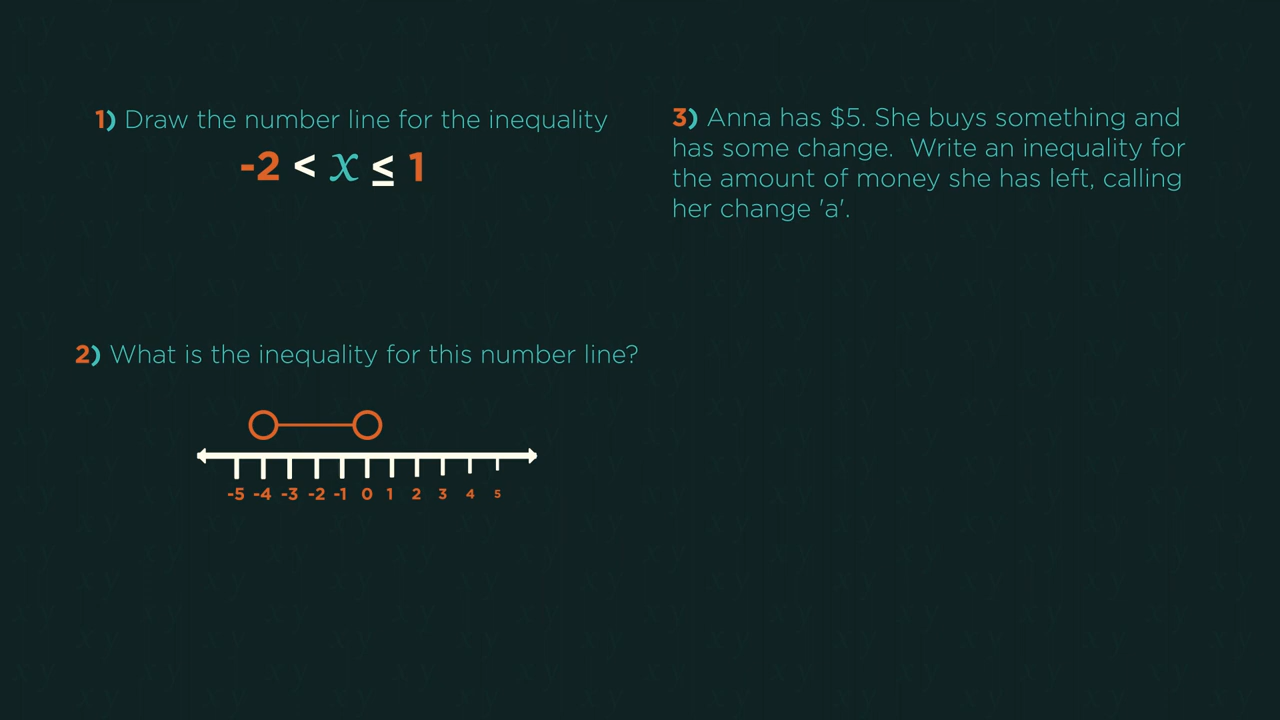 1) Draw the number line for the inequality
-2 < x ≤ 1
2) What is the inequality for this number line?
-5 -4 -3 -2 -1 0 1 2 3 4 5
3) Anna has $5. She buys something and
has some change. Write an inequality for
the amount of money she has left, calling
her change 'a'.